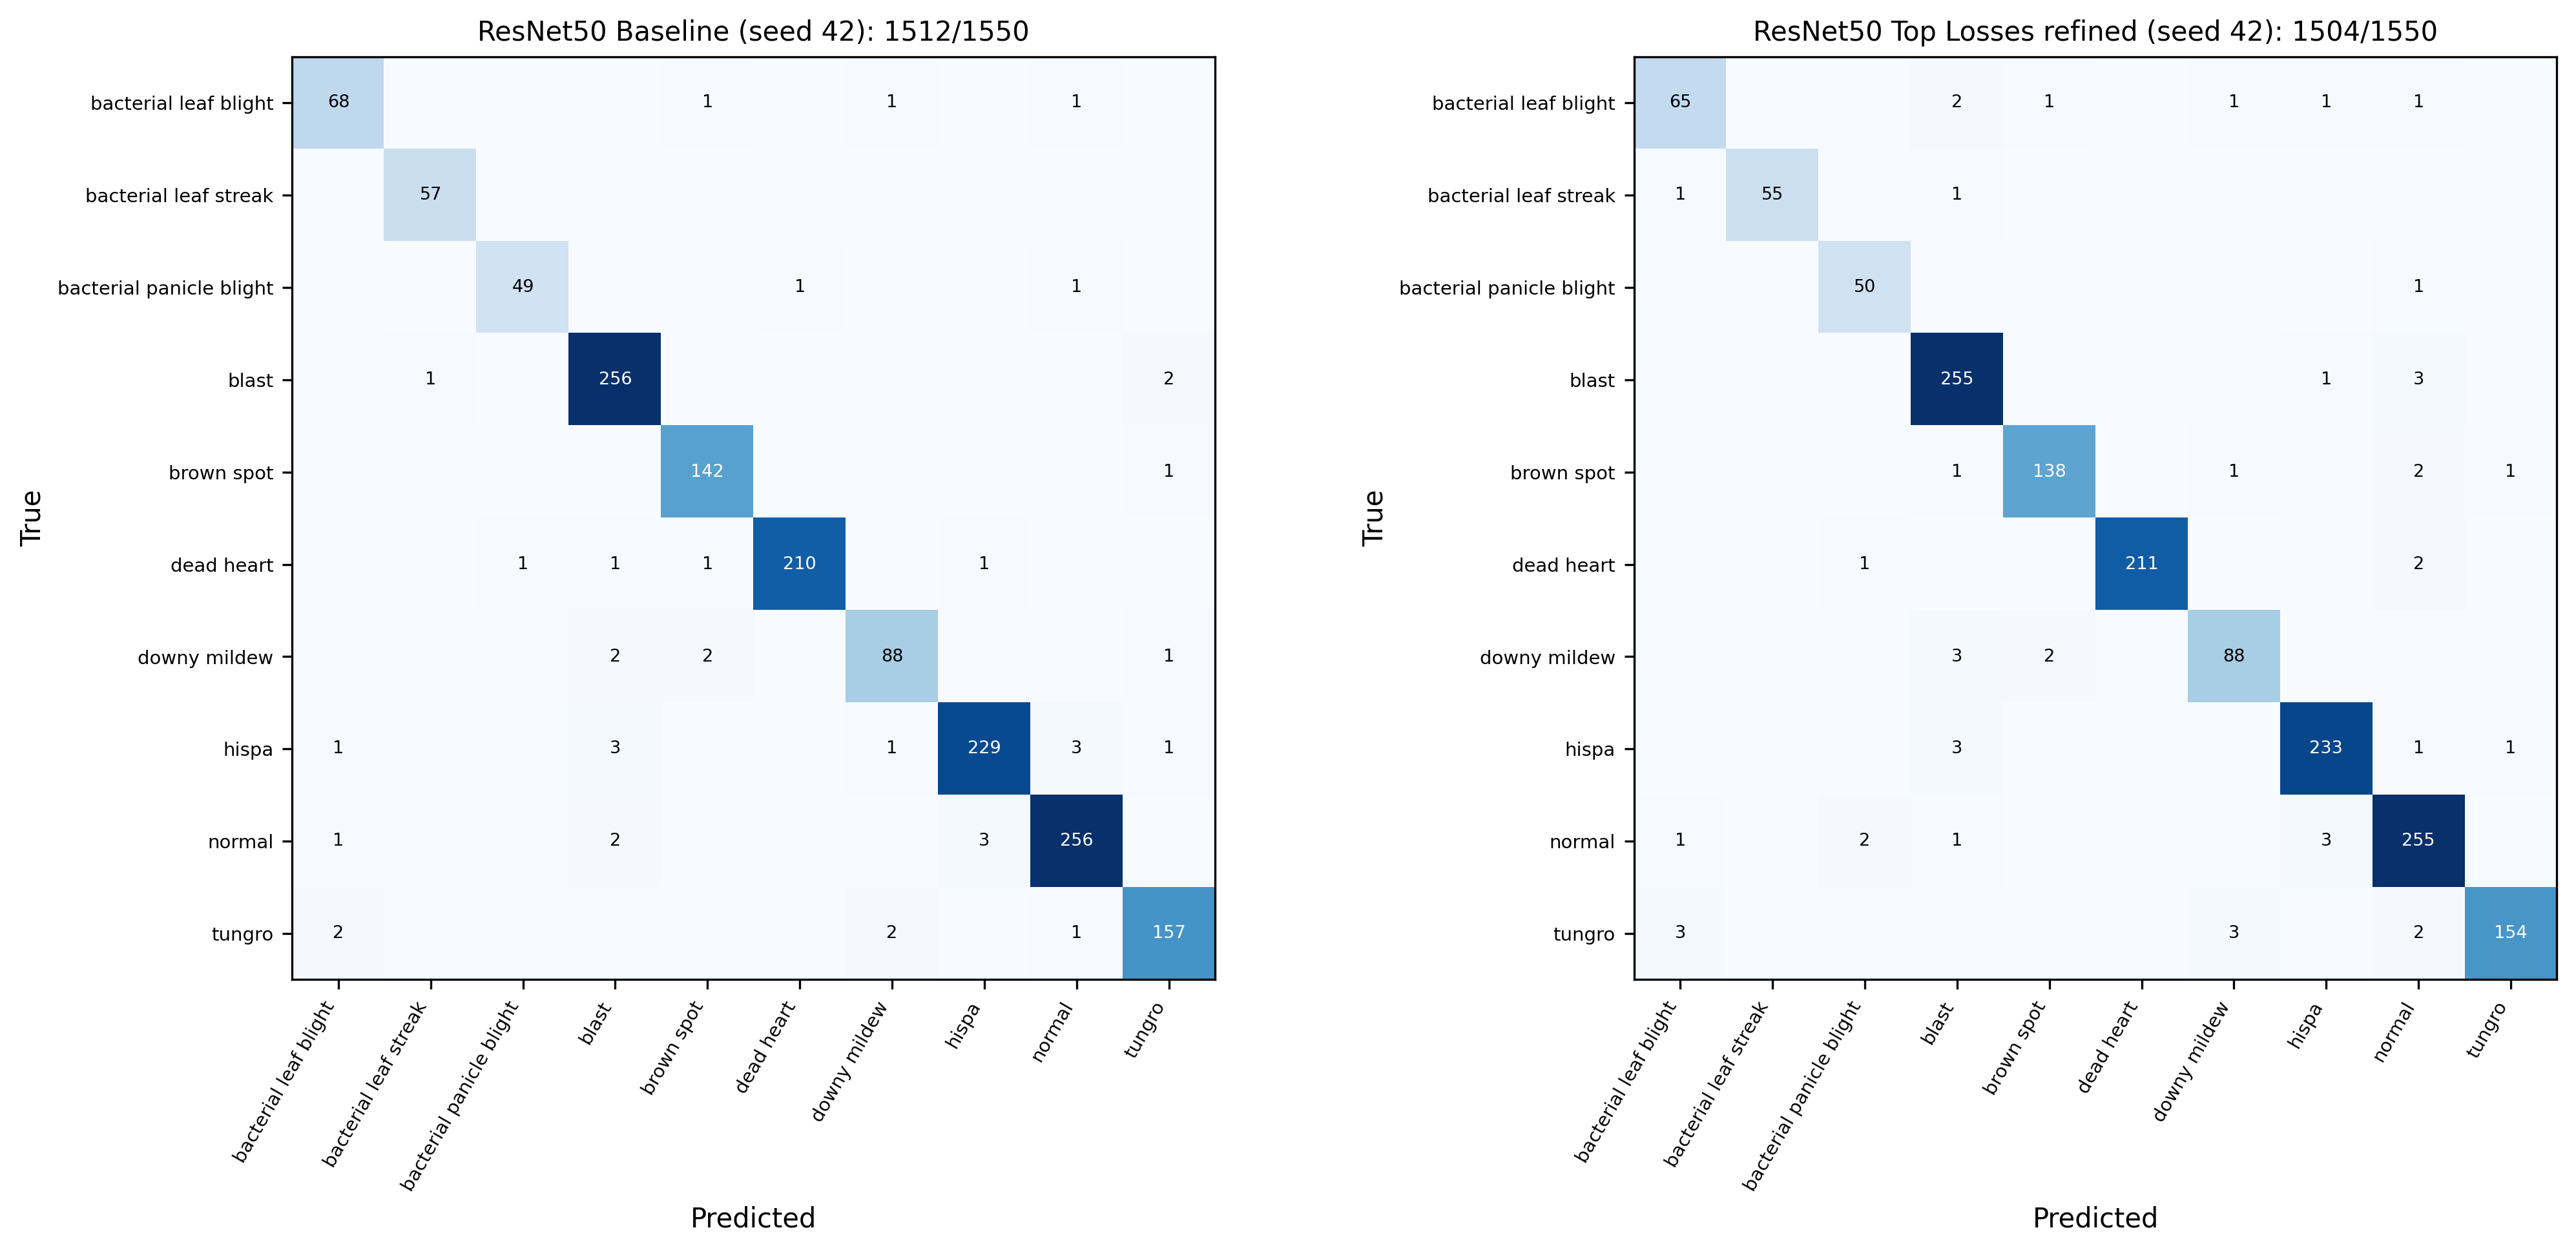 ResNet50 Baseline (seed 42): 1512/1550
True
bacterial leaf blight 68 1 1 1
bacterial leaf streak 57
bacterial panicle blight 49 1 1
blast 1 256 2
brown spot 142 1
dead heart 1 1 1 210 1
downy mildew 2 2 88 1
hispa 1 3 1 229 3 1
normal 1 2 3 256
tungro 2 2 1 157
bacterial leaf blight
bacterial leaf streak
bacterial panicle blight
blast
brown spot
dead heart
downy mildew
hispa
normal
tungro
Predicted
ResNet50 Top Losses refined (seed 42): 1504/1550
True
bacterial leaf blight 65 2 1 1 1 1
bacterial leaf streak 1 55 1
bacterial panicle blight 50 1
blast 255 1 3
brown spot 1 138 1 2 1
dead heart 1 211 2
downy mildew 3 2 88
hispa 3 233 1 1
normal 1 2 1 3 255
tungro 3 3 2 154
bacterial leaf blight
bacterial leaf streak
bacterial panicle blight
blast
brown spot
dead heart
downy mildew
hispa
normal
tungro
Predicted